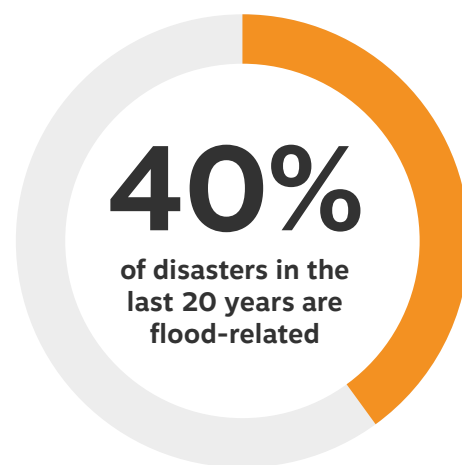 40%
of disasters in the
last 20 years are
flood-related